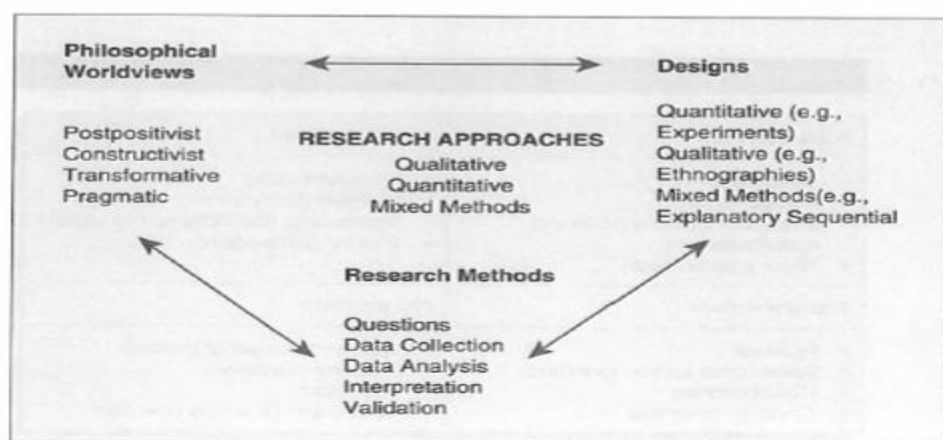 Philosophical
Worldviews
Designs
Postpositivist
Constructivist
Transformative
Pragmatic
RESEARCH APPROACHES
Qualitative
Quantitative
Mixed Methods
Quantitative (e.g.,
Experiments)
Qualitative (e.g.,
Ethnographies)
Mixed Methods(e.g.,
Explanatory Sequential
Research Methods
Questions
Data Collection
Data Analysis
Interpretation
Validation